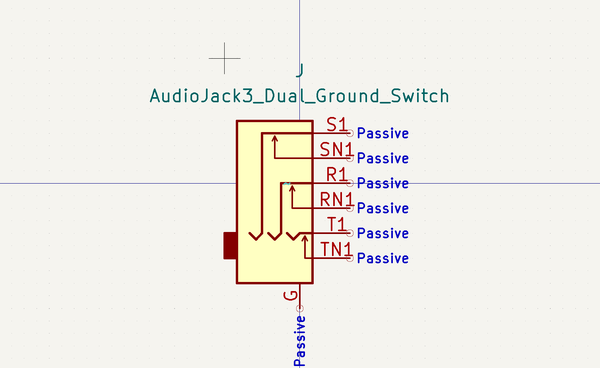 J
AudioJack3_Dual_Ground_Switch
S1 Passive
SN1 Passive
R1 Passive
RN1 Passive
T1 Passive
TN1 Passive
G
Passive